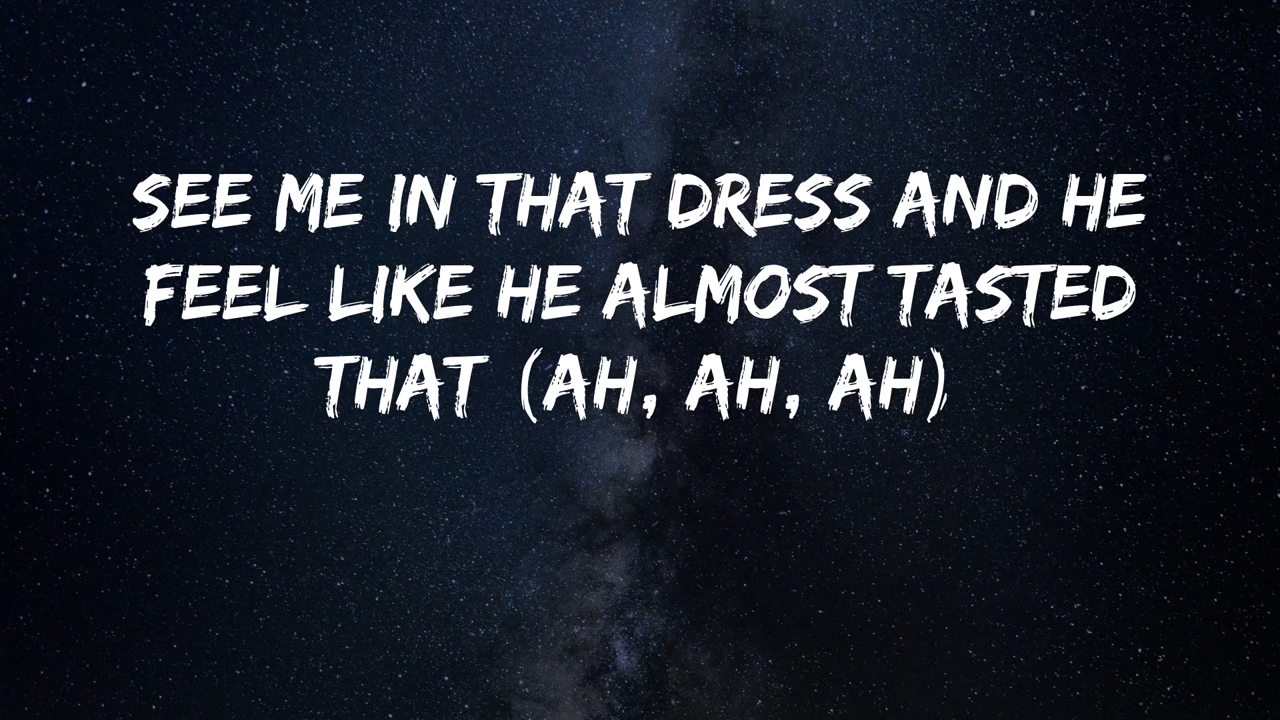 SEE ME IN THAT DRESS AND HE
FEEL LIKE HE ALMOST TASTED
THAT (AH, AH, AH)